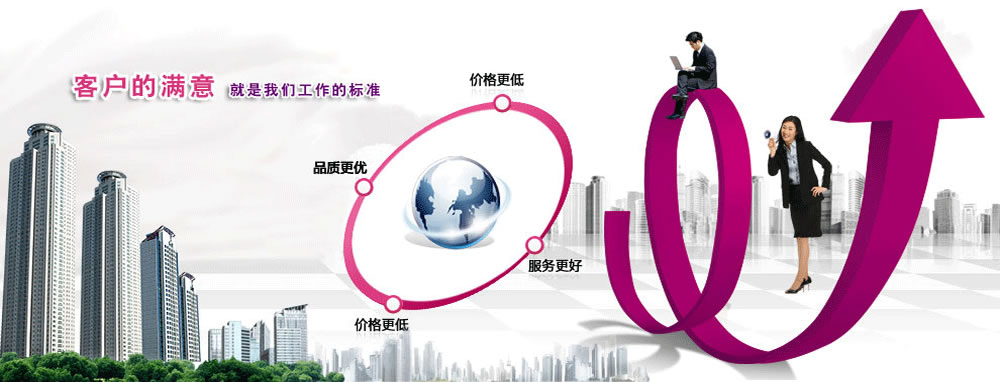 客户的满意 就是我们工作的标准
价格更低
品质更优
服务更好
价格更低